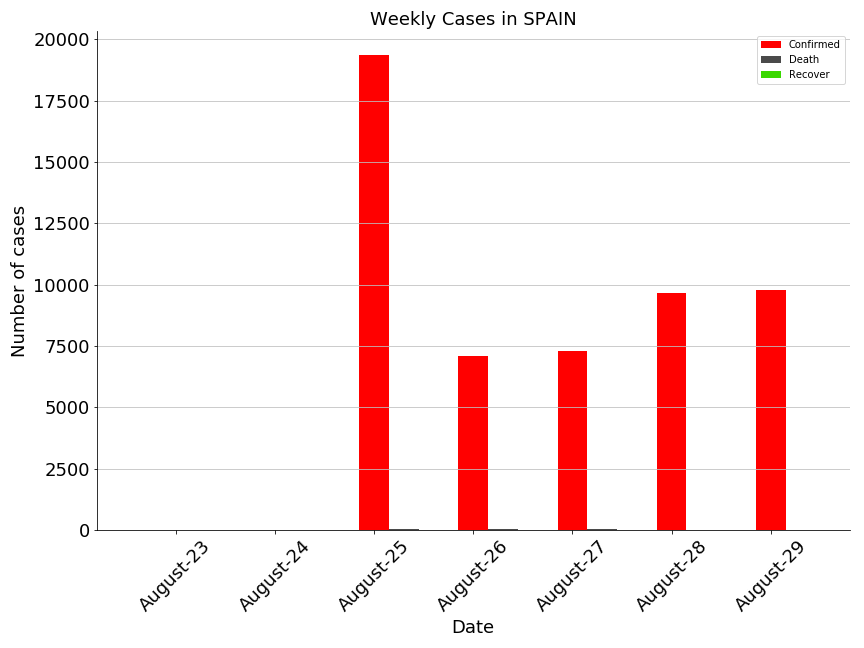 Weekly Cases in SPAIN
Confirmed
Death
Recover
Number of cases
20000
17500
15000
12500
10000
7500
5000
2500
0
August-23
August-24
August-25
August-26
August-27
August-28
August-29
Date